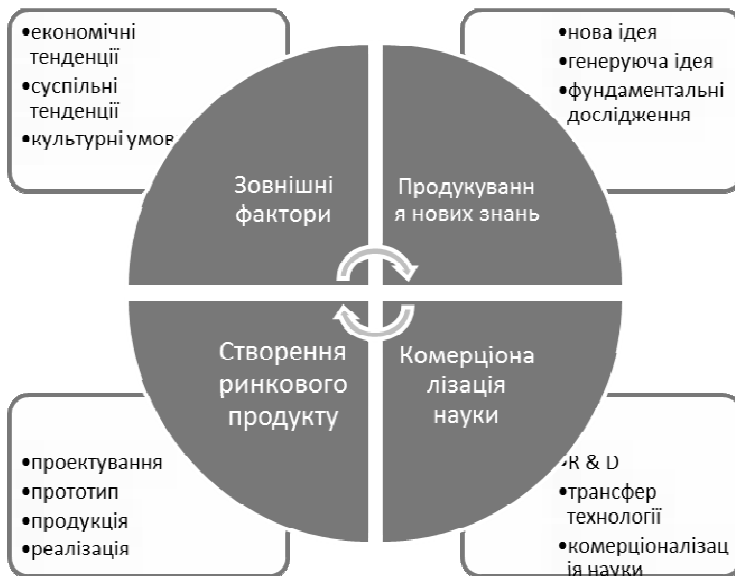 •економічні
тенденції
•суспільні
тенденції
•культурні умов
•нова ідея
•генеруюча ідея
•фундаментальні
дослідження
Зовнішні
фактори
Продукуванн
я нових знань
Створення
ринкового
продукту
Комерціона
лізація
науки
•проектування
•прототип
•продукція
•реалізація
•R & D
•трансфер
технології
•комерціоналізац
ія науки